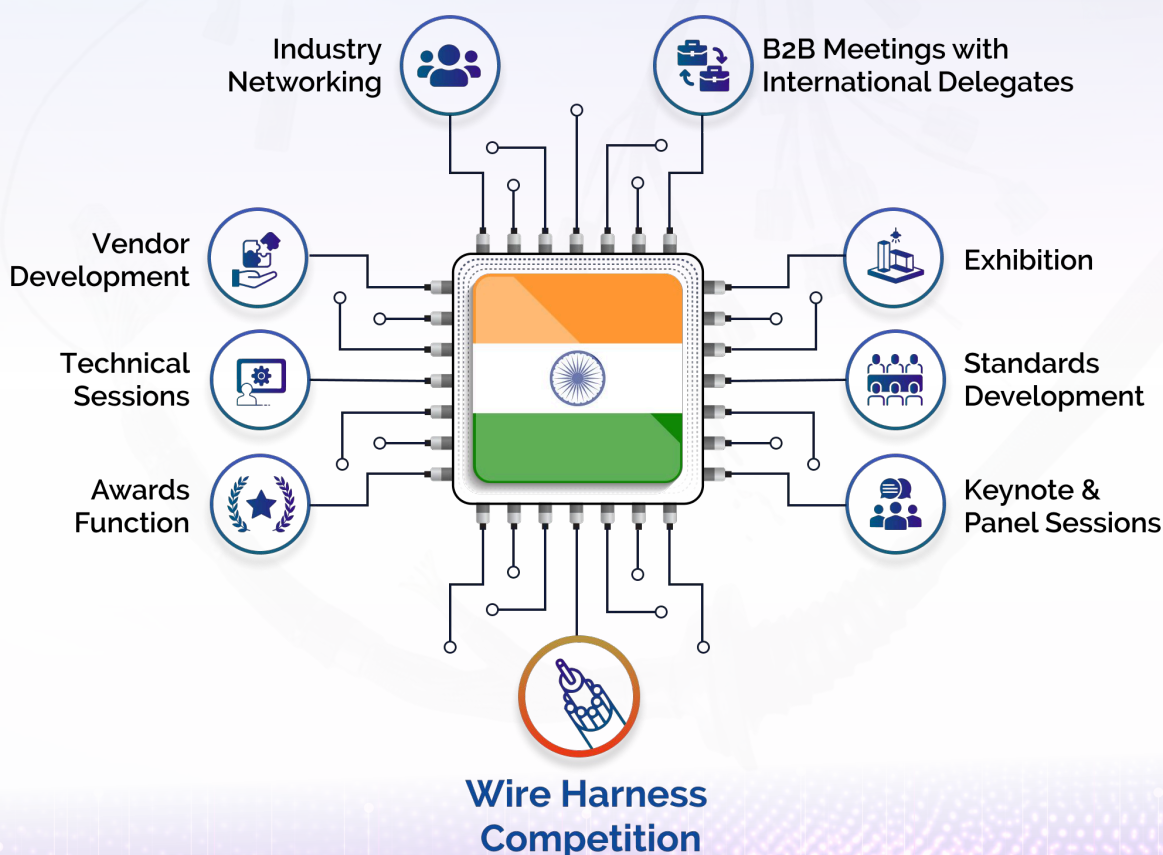 Industry
Networking
B2B Meetings with
International Delegates
Vendor
Development
Exhibition
Technical
Sessions
Standards
Development
Awards
Function
Keynote &
Panel Sessions
Wire Harness
Competition